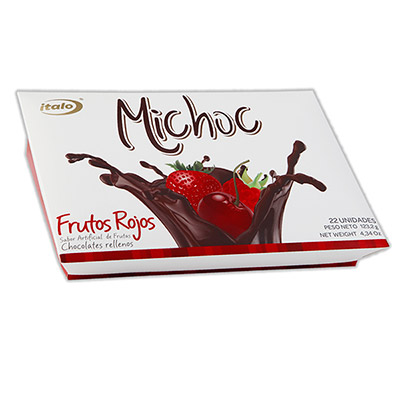 italo
Michoc
Frutos Rojos
Sabor Artificial de Frutas
Chocolates rellenos
22 UNIDADES
PESO NETO 123,2 g
NET WEIGHT 4,34 Oz